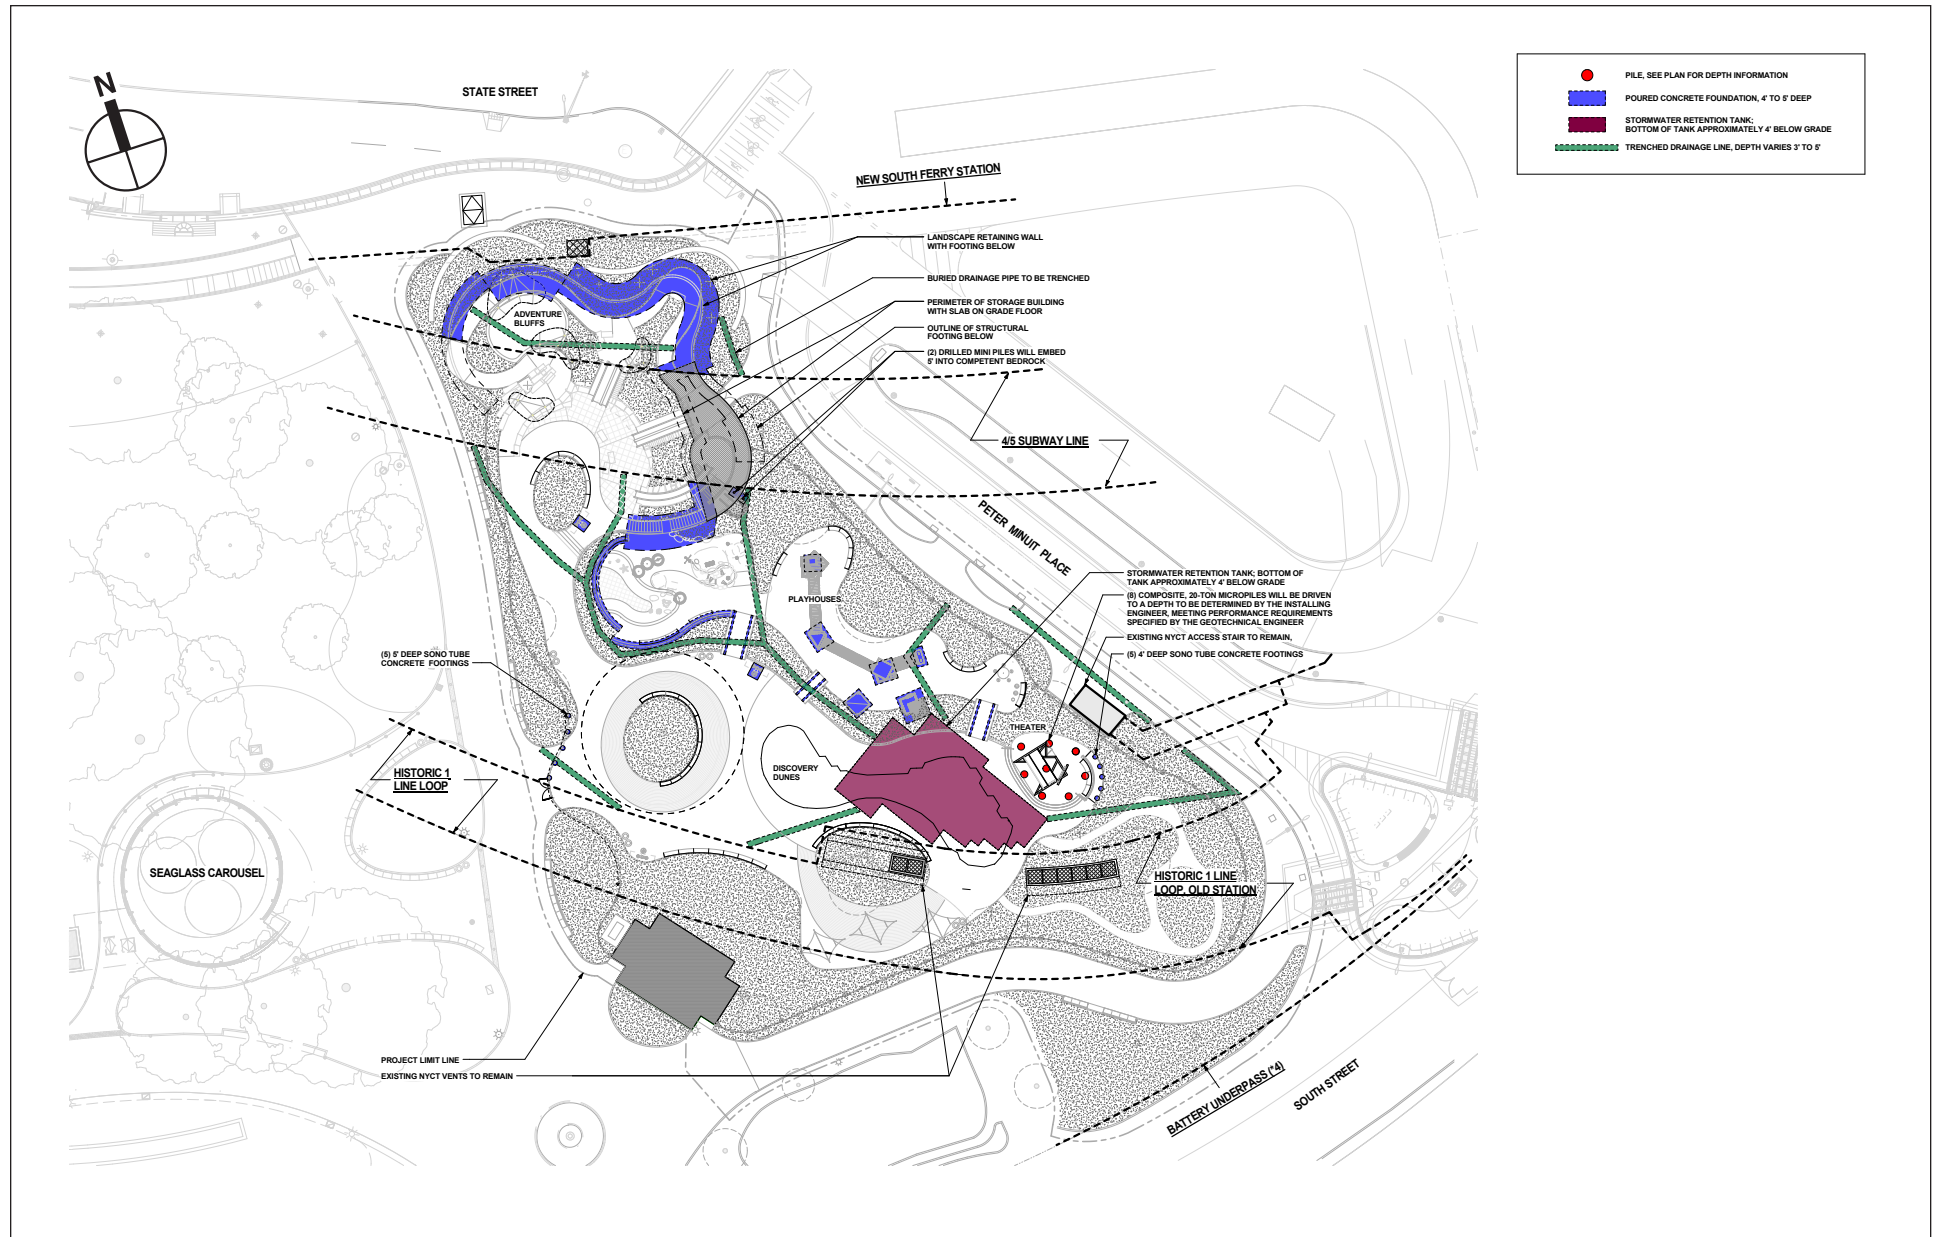 N
STATE STREET
PILE, SEE PLAN FOR DEPTH INFORMATION
POURED CONCRETE FOUNDATION, 4' TO 5' DEEP
STORMWATER RETENTION TANK;
BOTTOM OF TANK APPROXIMATELY 4' BELOW GRADE
TRENCHED DRAINAGE LINE, DEPTH VARIES 3' TO 5'
NEW SOUTH FERRY STATION
LANDSCAPE RETAINING WALL
WITH FOOTING BELOW
BURIED DRAINAGE PIPE TO BE TRENCHED
PERIMETER OF STORAGE BUILDING
WITH SLAB ON GRADE FLOOR
OUTLINE OF STRUCTURAL
FOOTING BELOW
(2) DRILLED MINI PILES WILL EMBED
5' INTO COMPETENT BEDROCK
ADVENTURE
BLUFFS
4/5 SUBWAY LINE
PETER MINUIT PLACE
STORMWATER RETENTION TANK; BOTTOM OF
TANK APPROXIMATELY 4' BELOW GRADE
(8) COMPOSITE, 20-TON MICROPILES WILL BE DRIVEN
TO A DEPTH TO BE DETERMINED BY THE INSTALLING
ENGINEER, MEETING PERFORMANCE REQUIREMENTS
SPECIFIED BY THE GEOTECHNICAL ENGINEER
EXISTING NYCT ACCESS STAIR TO REMAIN,
(5) 4' DEEP SONO TUBE CONCRETE FOOTINGS
PLAYHOUSES
(5) 5' DEEP SONO TUBE
CONCRETE FOOTINGS
THEATER
HISTORIC 1
LINE LOOP
DISCOVERY
DUNES
SEAGLASS CAROUSEL
HISTORIC 1 LINE
LOOP, OLD STATION
PROJECT LIMIT LINE
EXISTING NYCT VENTS TO REMAIN
BATTERY UNDERPASS (*4)
SOUTH STREET